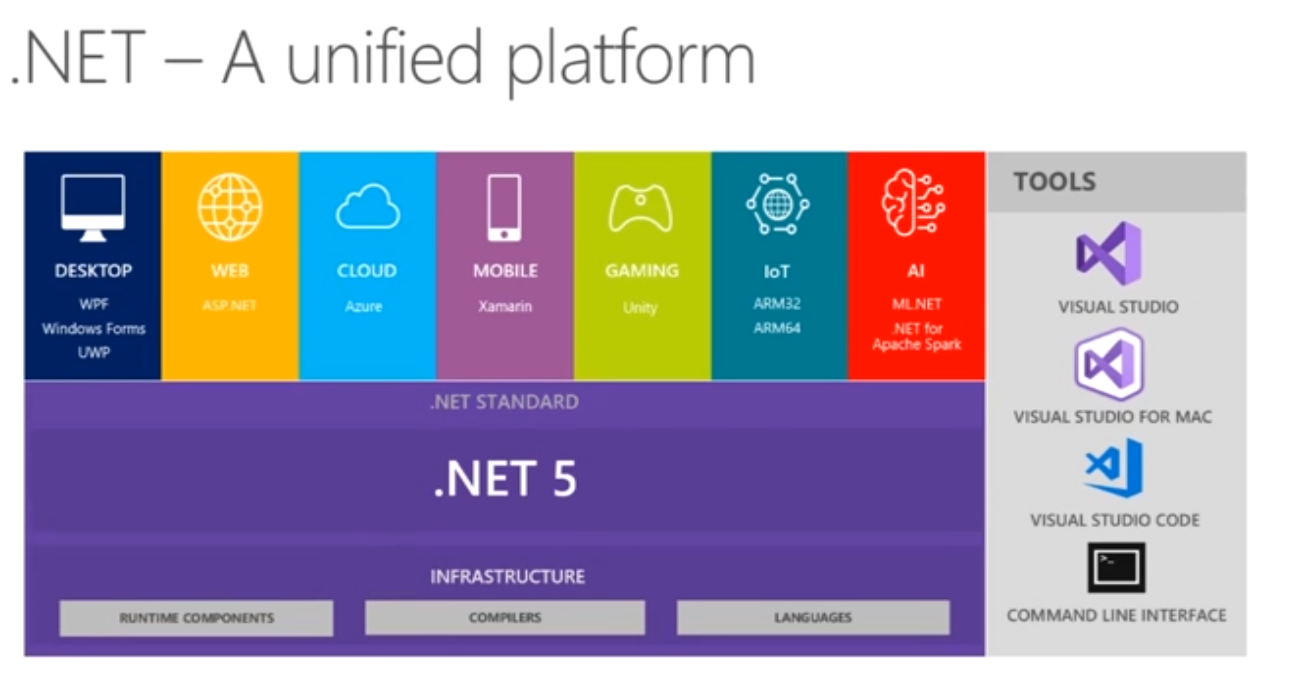 .NET – A unified platform
DESKTOP
WPF
Windows Forms
UWP
WEB
ASP.NET
CLOUD
Azure
MOBILE
Xamarin
GAMING
Unity
IoT
ARM32
ARM64
AI
ML.NET
.NET for
Apache Spark
.NET STANDARD
.NET 5
INFRASTRUCTURE
RUNTIME COMPONENTS
COMPILERS
LANGUAGES
TOOLS
VISUAL STUDIO
VISUAL STUDIO FOR MAC
VISUAL STUDIO CODE
>_
COMMAND LINE INTERFACE